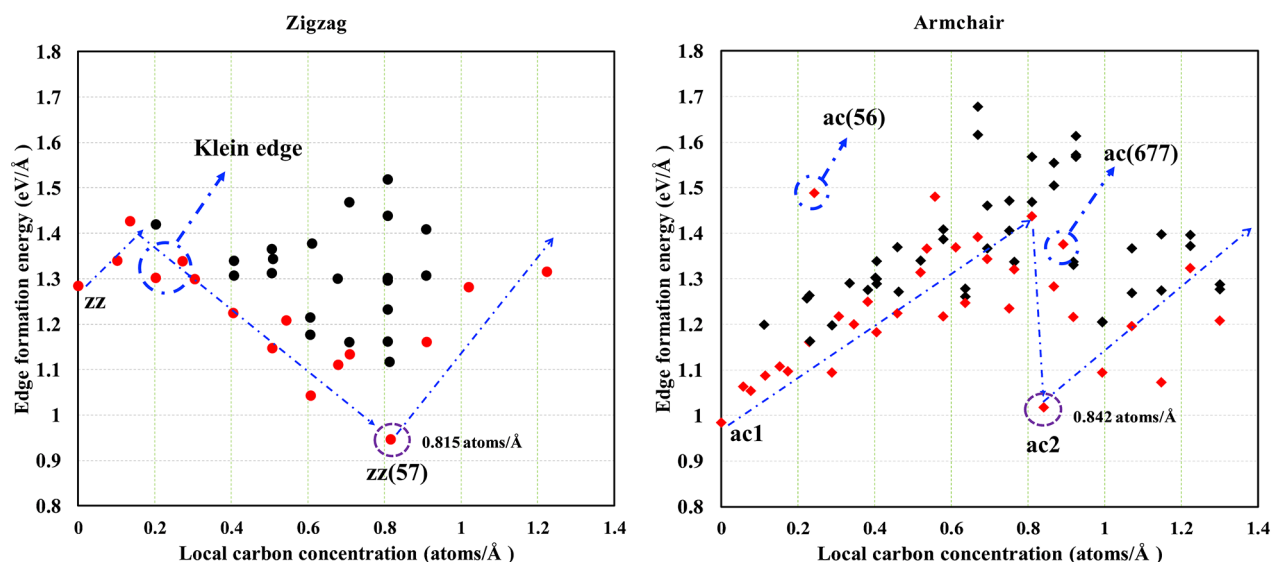 Zigzag
Edge formation energy (eV/Å )
1.8
1.7
1.6
1.5
1.4
1.3
1.2
1.1
1
0.9
0.8
Klein edge
zz
0.815 atoms/Å
zz(57)
0
0.2
0.4
0.6
0.8
1
1.2
1.4
Local carbon concentration (atoms/Å )
Armchair
Edge formation energy (eV/Å )
1.8
1.7
1.6
1.5
1.4
1.3
1.2
1.1
1
0.9
0.8
ac(56)
ac(677)
ac1
0.842 atoms/Å
ac2
0
0.2
0.4
0.6
0.8
1
1.2
1.4
Local carbon concentration (atoms/Å )